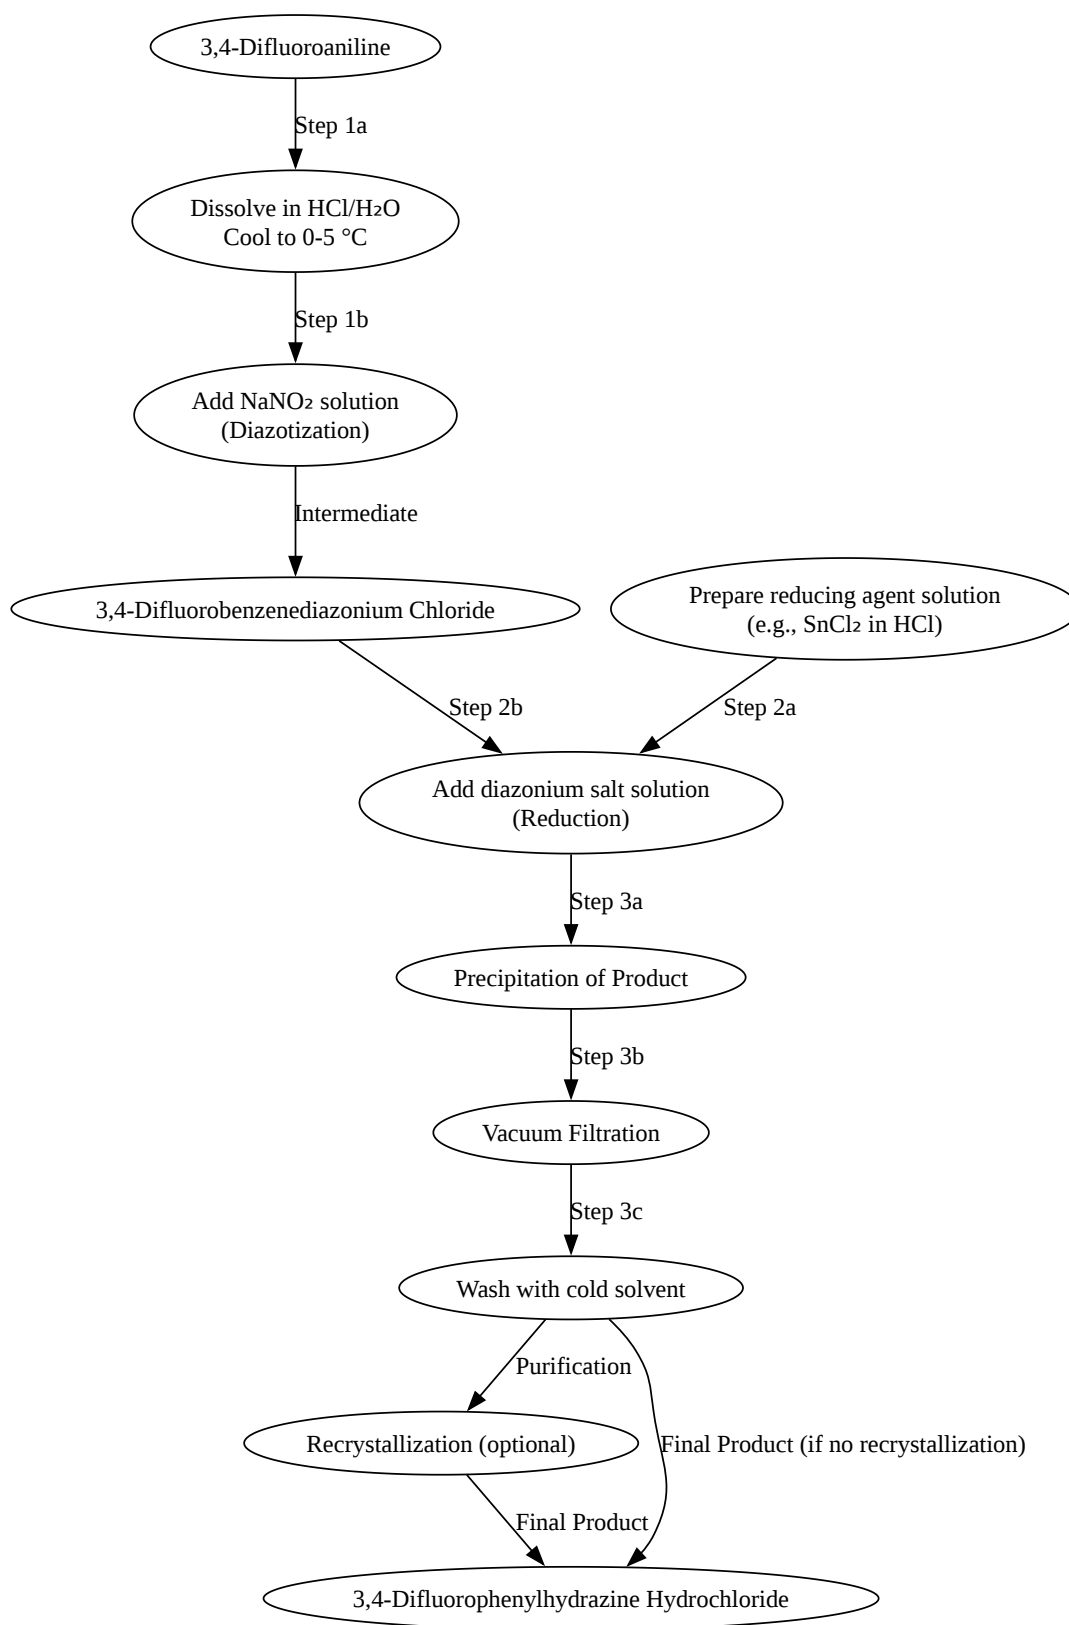 3,4-Difluoroaniline
Step 1a
Dissolve in HCl/H₂O
Cool to 0-5 °C
Step 1b
Add NaNO₂ solution
(Diazotization)
Intermediate
3,4-Difluorobenzenediazonium Chloride
Prepare reducing agent solution
(e.g., SnCl₂ in HCl)
Step 2b
Step 2a
Add diazonium salt solution
(Reduction)
Step 3a
Precipitation of Product
Step 3b
Vacuum Filtration
Step 3c
Wash with cold solvent
Purification
Recrystallization (optional)
Final Product (if no recrystallization)
Final Product
3,4-Difluorophenylhydrazine Hydrochloride